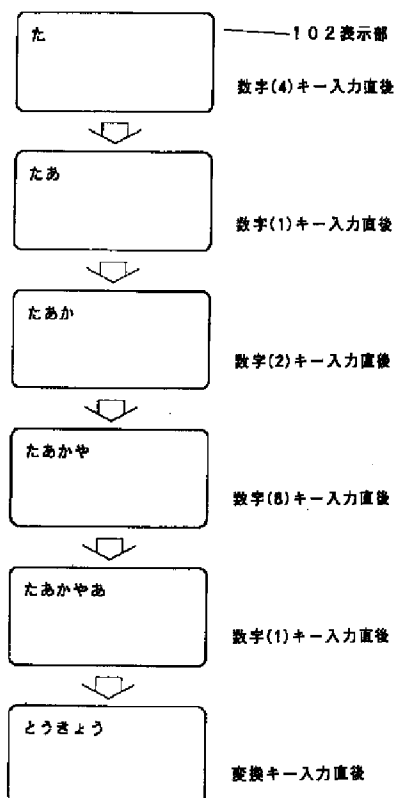 た
102表示部
数字(4)キー入力直後
たあ
数字(1)キー入力直後
たあか
数字(2)キー入力直後
たあかや
数字(8)キー入力直後
たあかやあ
数字(1)キー入力直後
とうきょう
変換キー入力直後